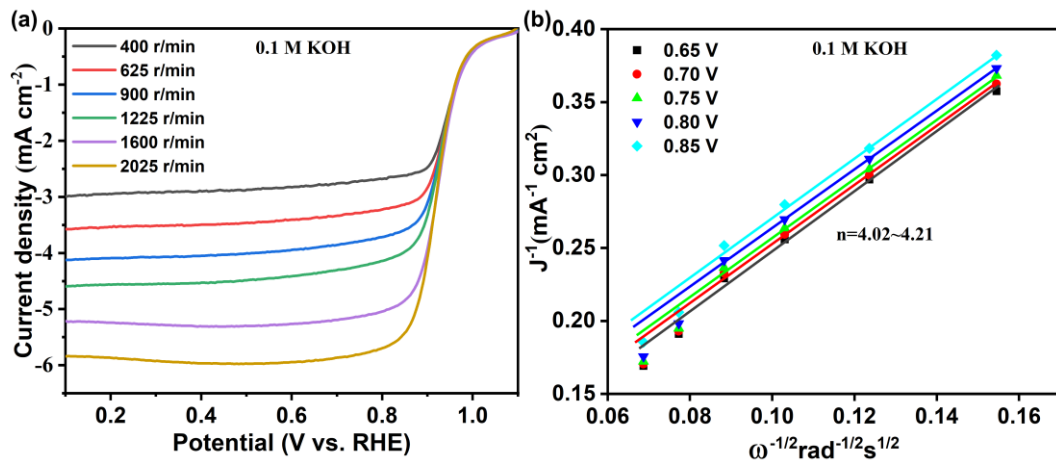 (a)
0.1 M KOH
400 r/min
625 r/min
900 r/min
1225 r/min
1600 r/min
2025 r/min
0
-1
-2
-3
-4
-5
-6
Current density (mA cm⁻²)
0.2 0.4 0.6 0.8 1.0
Potential (V vs. RHE)
(b)
0.1 M KOH
0.65 V
0.70 V
0.75 V
0.80 V
0.85 V
n=4.02~4.21
0.40
0.35
0.30
0.25
0.20
0.15
J⁻¹(mA⁻¹ cm²)
0.06 0.08 0.10 0.12 0.14 0.16
ω⁻¹/²rad⁻¹/²s¹/²